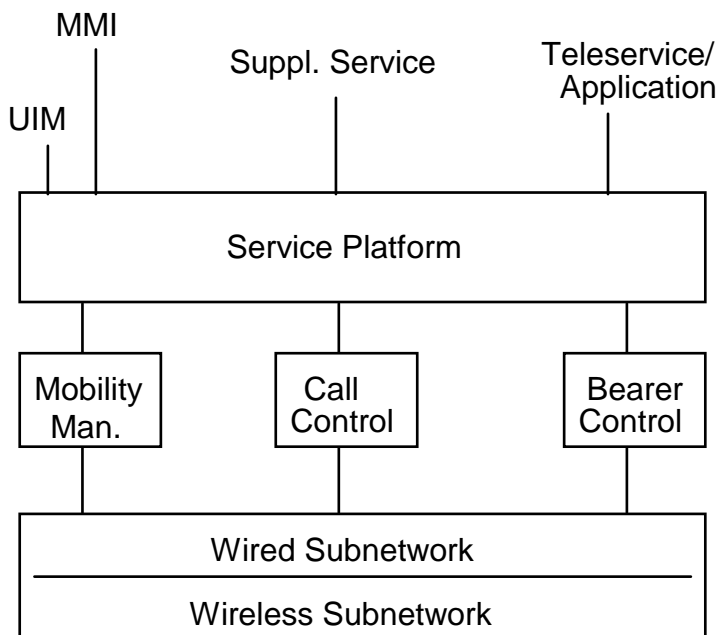 MMI
Suppl. Service
Teleservice/
Application
UIM
Service Platform
Mobility
Man.
Call
Control
Bearer
Control
Wired Subnetwork
Wireless Subnetwork